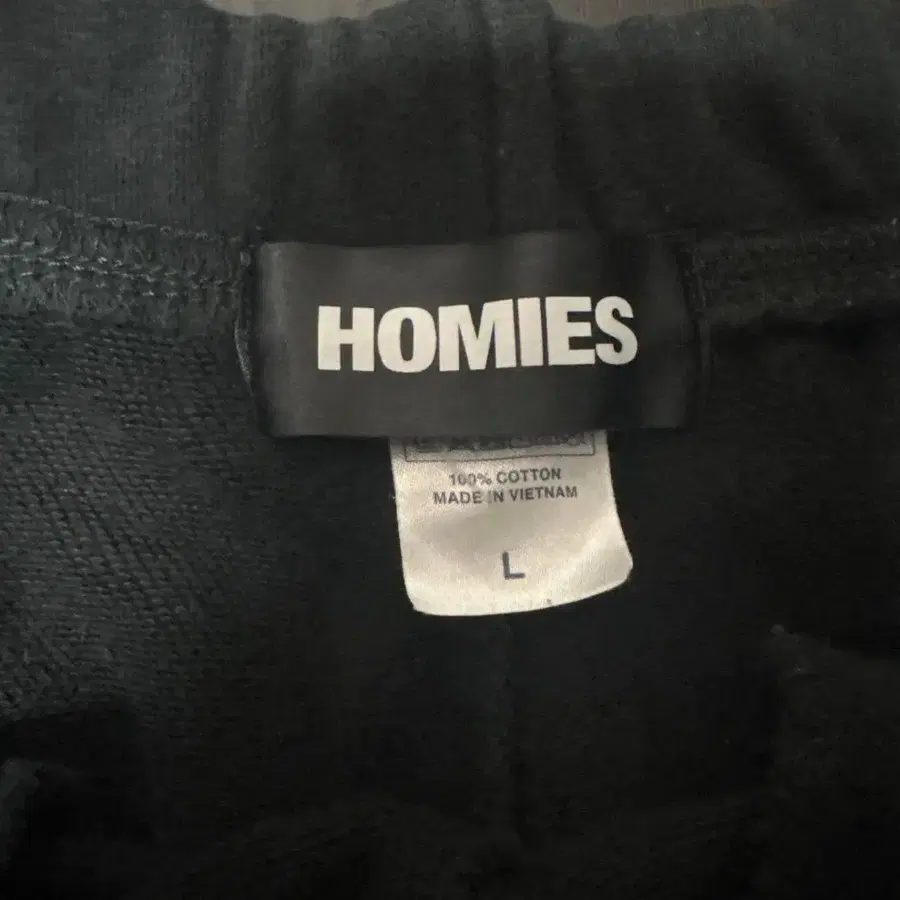 HOMIES
100% COTTON
MADE IN VIETNAM
L